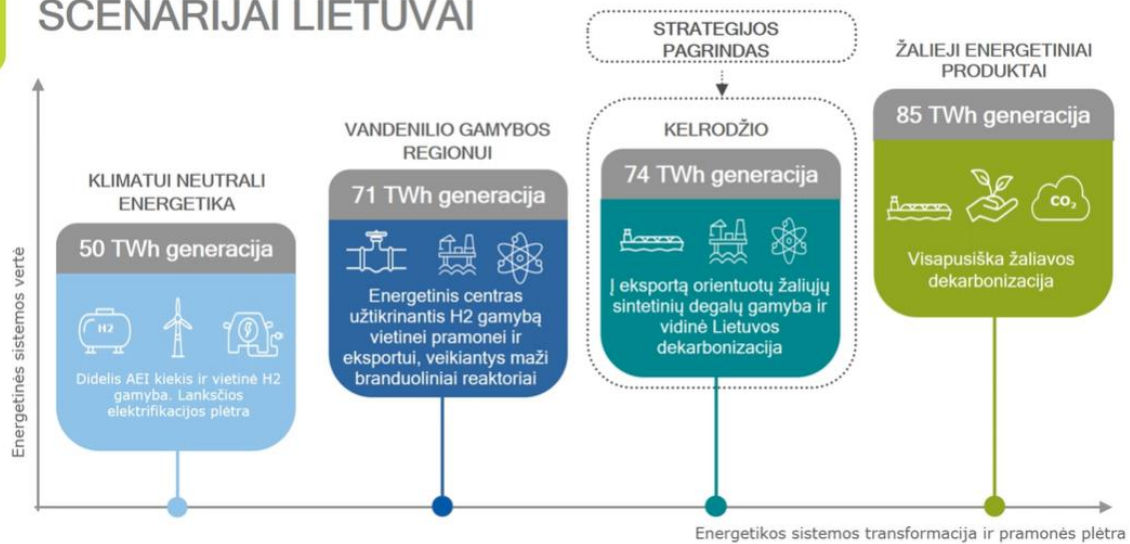 SCENARIJAI LIETUVAI
STRATEGIJOS
PAGRINDAS
ŽALIEJI ENERGETINIAI
PRODUKTAI
85 TWh generacija
CO₂
Visapusiška žaliavos
dekarbonizacija
KELRODŽIO
74 TWh generacija
Į eksportą orientuotų žaliųjų
sintetinių degalų gamyba ir
vidinė Lietuvos
dekarbonizacija
VANDENILIO GAMYBOS
REGIONUI
71 TWh generacija
Energetinis centras
užtikrinantis H2 gamybą
vietinei pramonei ir
eksportui, veikiantys maži
branduoliniai reaktoriai
KLIMATUI NEUTRALI
ENERGETIKA
50 TWh generacija
H2
Didelis AEI kiekis ir vietinė H2
gamyba. Lanksčios
elektrifikacijos plėtra
Energetinės sistemos vertė
Energetikos sistemos transformacija ir pramonės plėtra